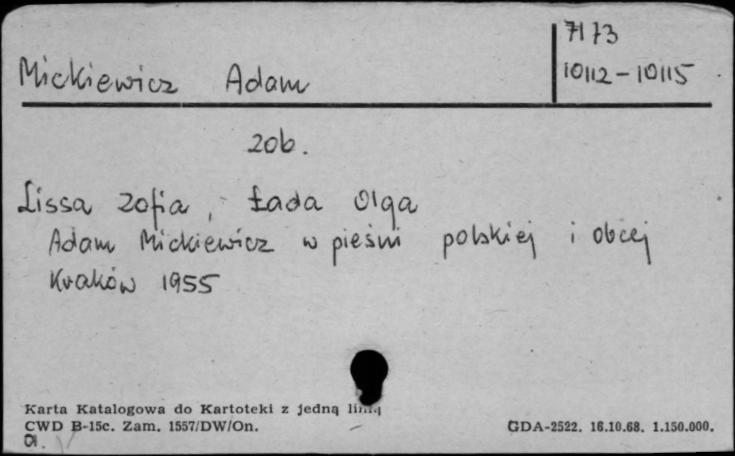 7173
Mickiewicz Adam
10112-10115
zob.
Lissa Zofia, Łada Olga
Adam Mickiewicz w pieśni polskiej i obcej
Kraków 1955
Karta Katalogowa do Kartoteki z jedną linią
CWD B-15c. Zam. 1557/DW/On.
GDA-2522. 16.10.68. 1.150.000.